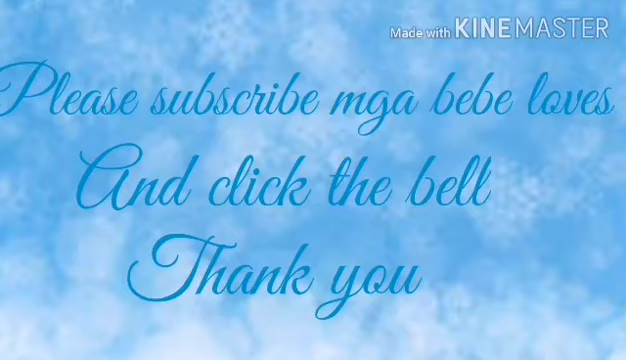 Made with KINEMASTER
Please subscribe mga bebe loves
And click the bell
Thank you